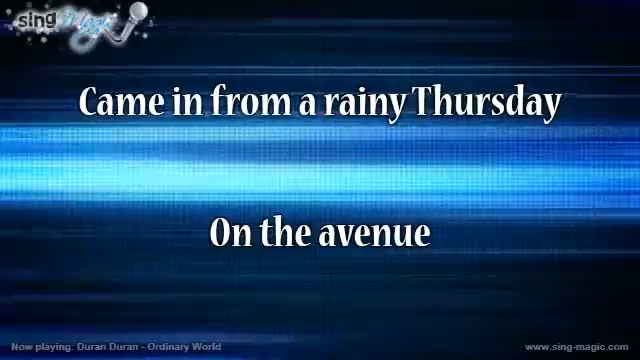 sing Magic
Came in from a rainy Thursday
On the avenue
Now playing: Duran Duran - Ordinary World
www.sing-magic.com